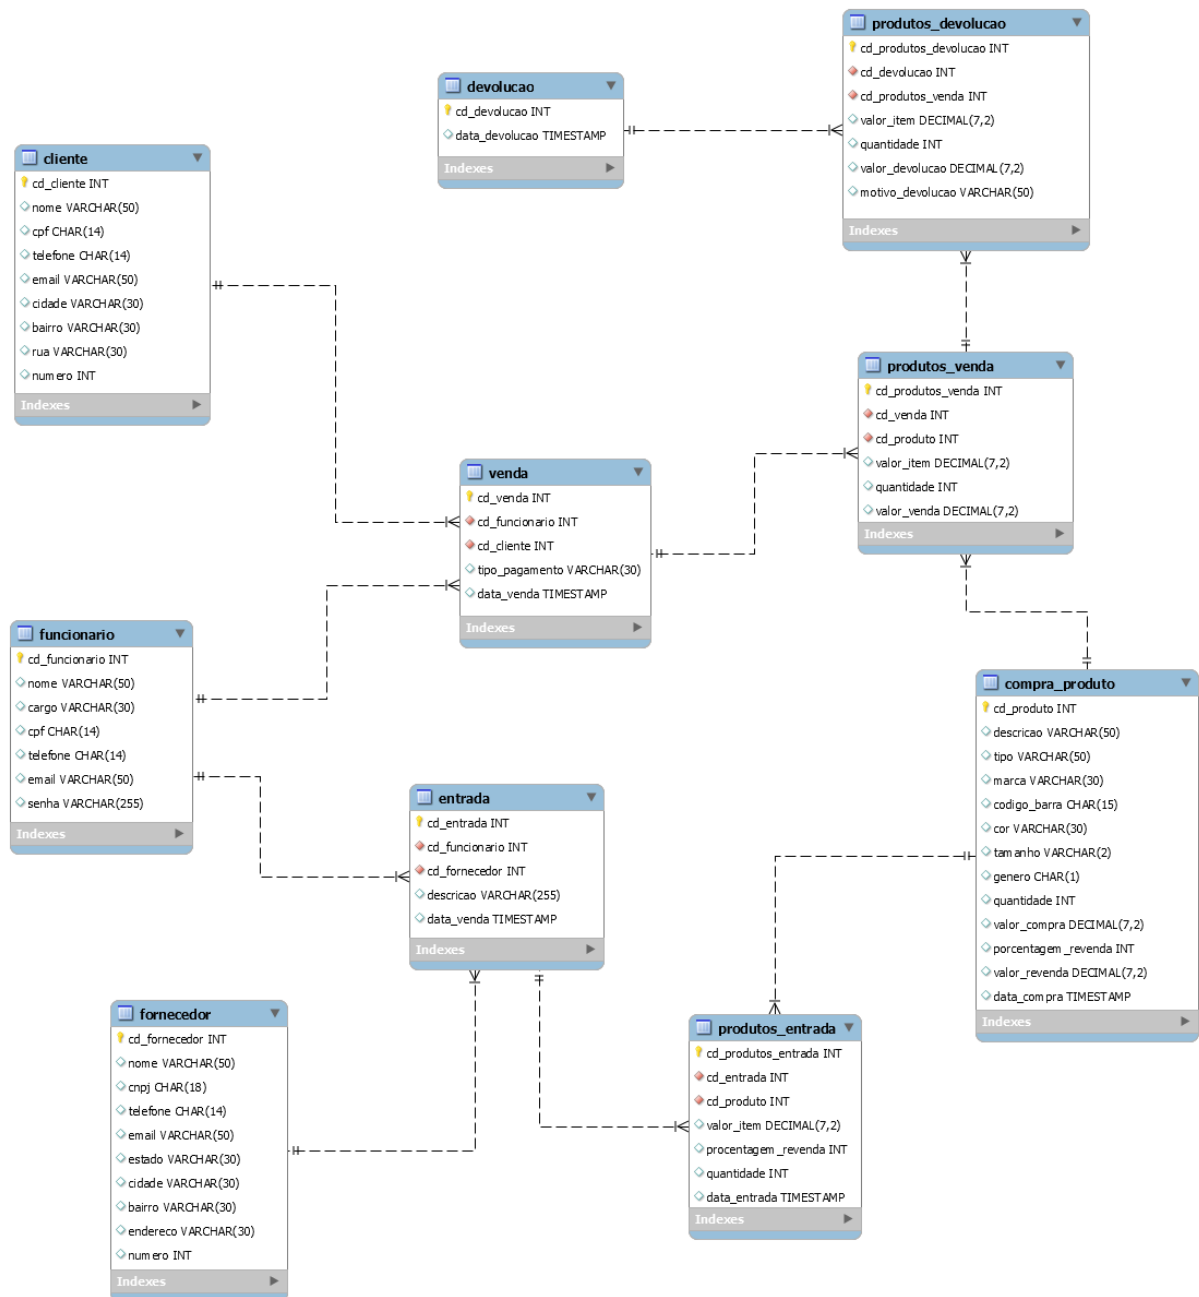 produtos_devolucao
cd_produtos_devolucao INT
cd_devolucao INT
cd_produtos_venda INT
valor_item DECIMAL(7,2)
quantidade INT
valor_devolucao DECIMAL(7,2)
motivo_devolucao VARCHAR(50)
Indexes
devolucao
cd_devolucao INT
data_devolucao TIMESTAMP
Indexes
cliente
cd_cliente INT
nome VARCHAR(50)
cpf CHAR(14)
telefone CHAR(14)
email VARCHAR(50)
cidade VARCHAR(30)
bairro VARCHAR(30)
rua VARCHAR(30)
numero INT
Indexes
produtos_venda
cd_produtos_venda INT
cd_venda INT
cd_produto INT
valor_item DECIMAL(7,2)
quantidade INT
valor_venda DECIMAL(7,2)
Indexes
venda
cd_venda INT
cd_funcionario INT
cd_cliente INT
tipo_pagamento VARCHAR(30)
data_venda TIMESTAMP
Indexes
funcionario
cd_funcionario INT
nome VARCHAR(50)
cargo VARCHAR(30)
cpf CHAR(14)
telefone CHAR(14)
email VARCHAR(50)
senha VARCHAR(255)
Indexes
compra_produto
cd_produto INT
descricao VARCHAR(50)
tipo VARCHAR(50)
marca VARCHAR(30)
codigo_barra CHAR(15)
cor VARCHAR(30)
tamanho VARCHAR(2)
genero CHAR(1)
quantidade INT
valor_compra DECIMAL(7,2)
porcentagem_revenda INT
valor_revenda DECIMAL(7,2)
data_compra TIMESTAMP
Indexes
entrada
cd_entrada INT
cd_funcionario INT
cd_fornecedor INT
descricao VARCHAR(255)
data_venda TIMESTAMP
Indexes
fornecedor
cd_fornecedor INT
nome VARCHAR(50)
cnpj CHAR(18)
telefone CHAR(14)
email VARCHAR(50)
estado VARCHAR(30)
cidade VARCHAR(30)
bairro VARCHAR(30)
endereco VARCHAR(30)
numero INT
Indexes
produtos_entrada
cd_produtos_entrada INT
cd_entrada INT
cd_produto INT
valor_item DECIMAL(7,2)
procentagem_revenda INT
quantidade INT
data_entrada TIMESTAMP
Indexes